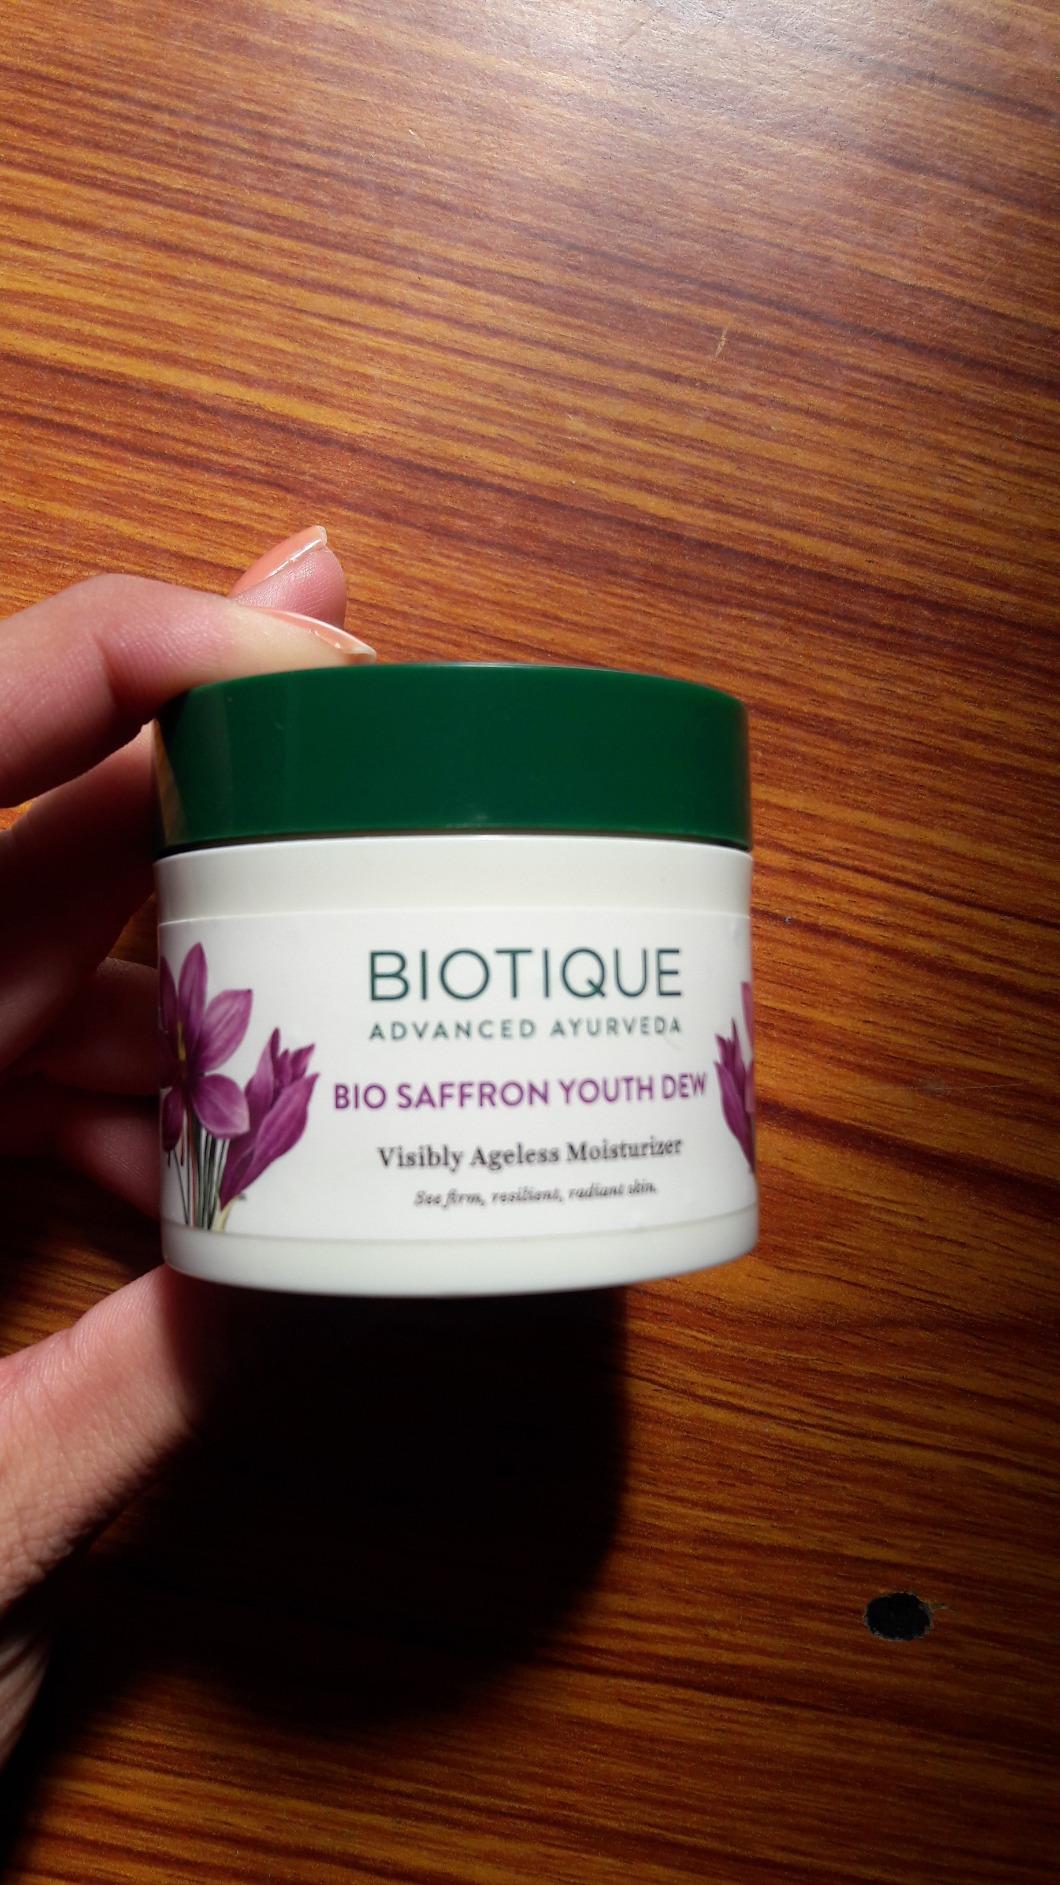 BIOTIQUE
ADVANCED AYURVEDA
BIO SAFFRON YOUTH DEW
Visibly Ageless Moisturizer
See firm, resilient, radiant skin.